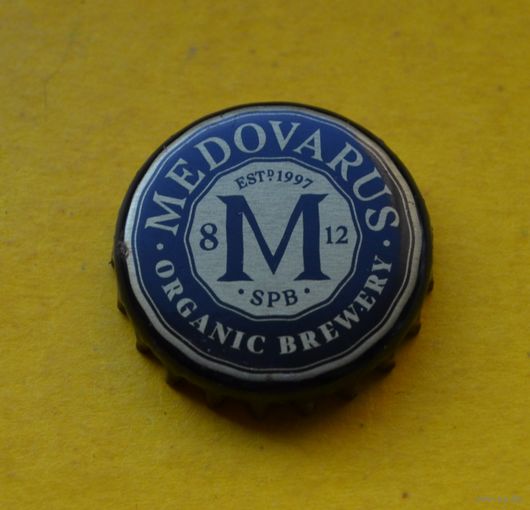 MEDOVARUS
ESTD 1997
8 M 12
· SPB ·
· ORGANIC BREWERY ·